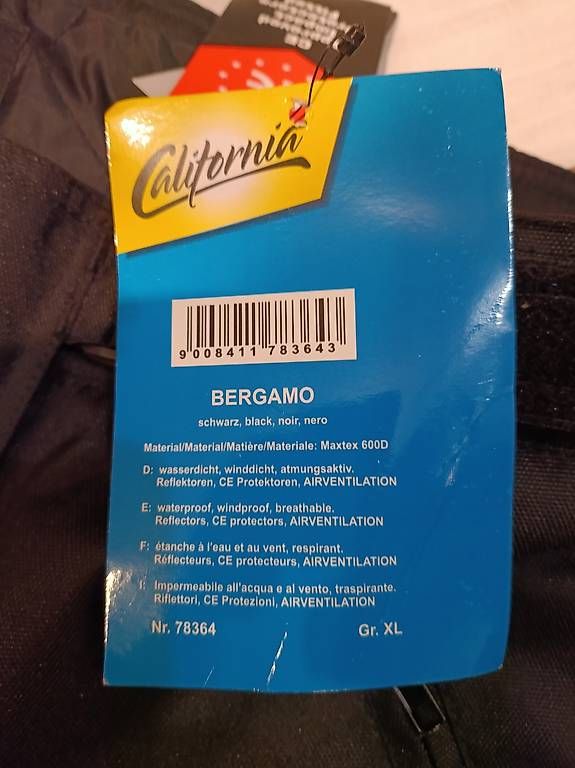 California
9 008411 783643
BERGAMO
schwarz, black, noir, nero
Material/Material/Matière/Materiale: Maxtex 600D
D: wasserdicht, winddicht, atmungsaktiv.
Reflektoren, CE Protektoren, AIRVENTILATION
E: waterproof, windproof, breathable.
Reflectors, CE protectors, AIRVENTILATION
F: étanche à l'eau et au vent, respirant.
Réflecteurs, CE protecteurs, AIRVENTILATION
I: Impermeabile all'acqua e al vento, traspirante.
Riflettori, CE Protezioni, AIRVENTILATION
Nr. 78364 Gr. XL